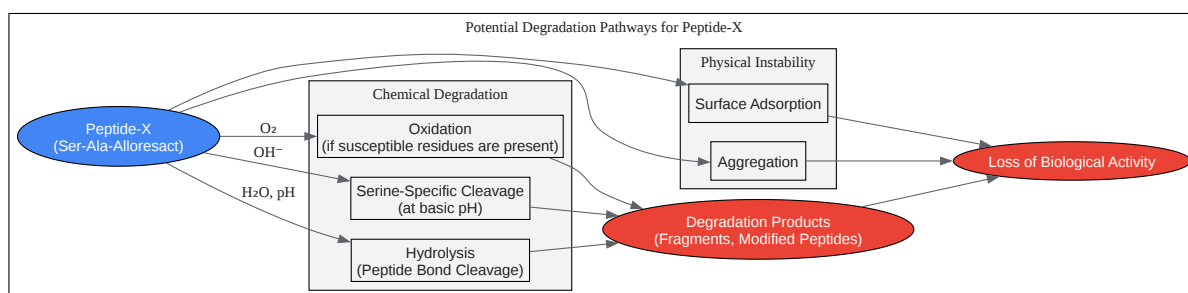 Potential Degradation Pathways for Peptide-X
Physical Instability
Chemical Degradation
Surface Adsorption
Peptide-X
(Ser-Ala-Alloresact)
O₂
Oxidation
(if susceptible residues are present)
OH⁻
Aggregation
Loss of Biological Activity
H₂O, pH
Serine-Specific Cleavage
(at basic pH)
Degradation Products
(Fragments, Modified Peptides)
Hydrolysis
(Peptide Bond Cleavage)